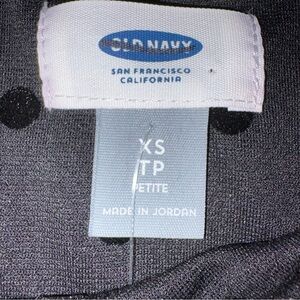 OLD NAVY
SAN FRANCISCO
CALIFORNIA
XS
TP
PETITE
MADE IN JORDAN